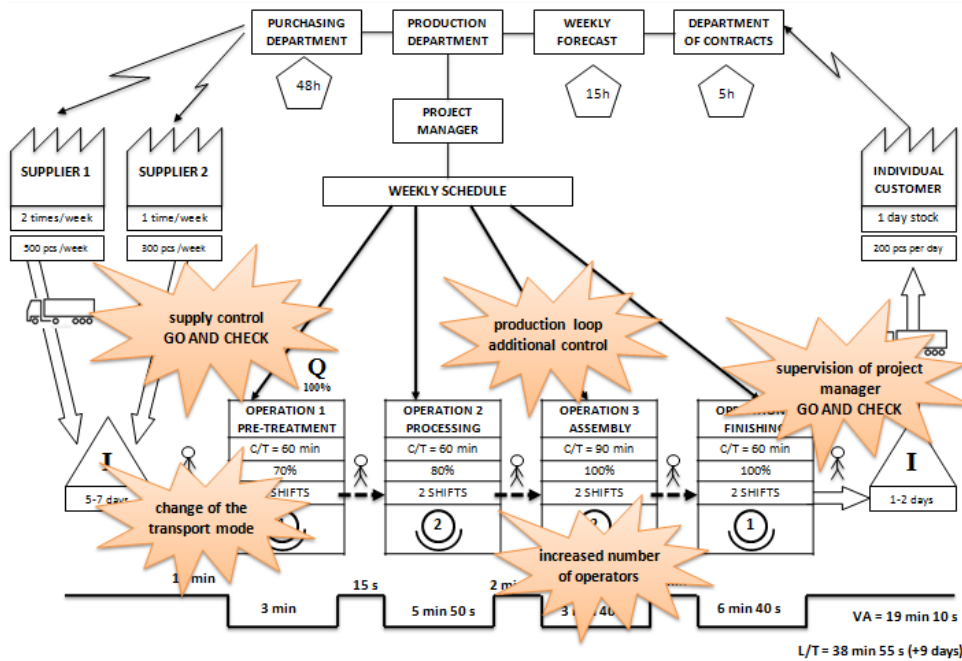 PURCHASING
DEPARTMENT
PRODUCTION
DEPARTMENT
WEEKLY
FORECAST
DEPARTMENT
OF CONTRACTS
48h
15h
5h
PROJECT
MANAGER
WEEKLY SCHEDULE
SUPPLIER 1
2 times/week
500 pcs/week
SUPPLIER 2
1 time/week
300 pcs/week
INDIVIDUAL
CUSTOMER
1 day stock
200 pcs per day
supply control
GO AND CHECK
production loop
additional control
supervision of project
manager
GO AND CHECK
Q
100%
I
5-7 days
OPERATION 1
PRE-TREATMENT
C/T = 60 min
70%
SHIFTS
OPERATION 2
PROCESSING
C/T = 60 min
80%
2 SHIFTS
2
OPERATION 3
ASSEMBLY
C/T = 90 min
100%
2 SHIFTS
FINISHING
C/T = 60 min
100%
2 SHIFTS
1
I
1-2 days
change of the
transport mode
increased number
of operators
min
3 min
15 s
5 min 50 s
2 min
6 min 40 s
VA = 19 min 10 s
L/T = 38 min 55 s (+9 days)